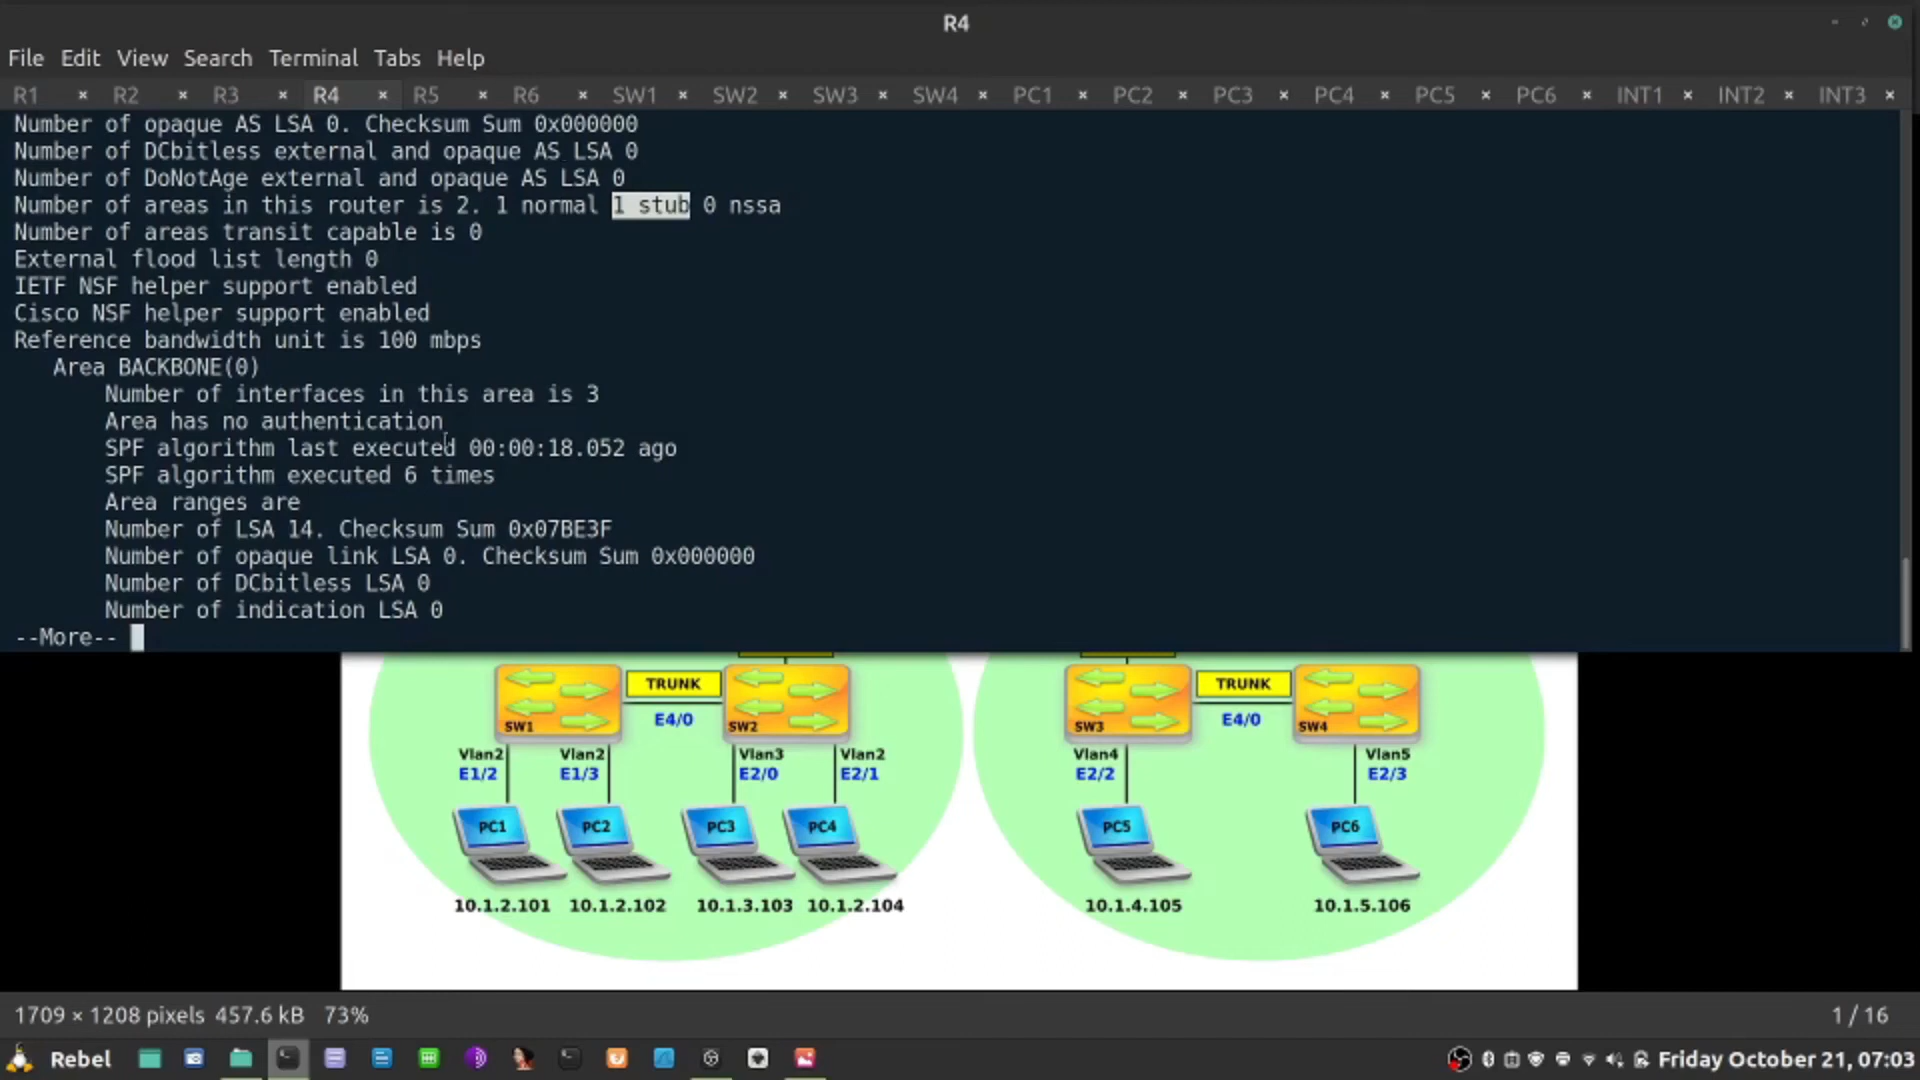 R4
File Edit View Search Terminal Tabs Help
R1 × R2 × R3 × R4 × R5 × R6 × SW1 × SW2 × SW3 × SW4 × PC1 × PC2 × PC3 × PC4 × PC5 × PC6 × INT1 × INT2 × INT3 ×
Number of opaque AS LSA 0. Checksum Sum 0x000000
Number of DCbitless external and opaque AS LSA 0
Number of DoNotAge external and opaque AS LSA 0
Number of areas in this router is 2. 1 normal 1 stub 0 nssa
Number of areas transit capable is 0
External flood list length 0
IETF NSF helper support enabled
Cisco NSF helper support enabled
Reference bandwidth unit is 100 mbps
Area BACKBONE(0)
Number of interfaces in this area is 3
Area has no authentication
SPF algorithm last executed 00:00:18.052 ago
SPF algorithm executed 6 times
Area ranges are
Number of LSA 14. Checksum Sum 0x07BE3F
Number of opaque link LSA 0. Checksum Sum 0x000000
Number of DCbitless LSA 0
Number of indication LSA 0
--More--
TRUNK TRUNK
E4/0 E4/0
SW1 SW2 SW3 SW4
Vlan2 Vlan2 Vlan3 Vlan2 Vlan4 Vlan5
E1/2 E1/3 E2/0 E2/1 E2/2 E2/3
PC1 PC2 PC3 PC4 PC5 PC6
10.1.2.101 10.1.2.102 10.1.3.103 10.1.2.104 10.1.4.105 10.1.5.106
1709 × 1208 pixels 457.6 kB 73% 1 / 16
Rebel Friday October 21, 07:03